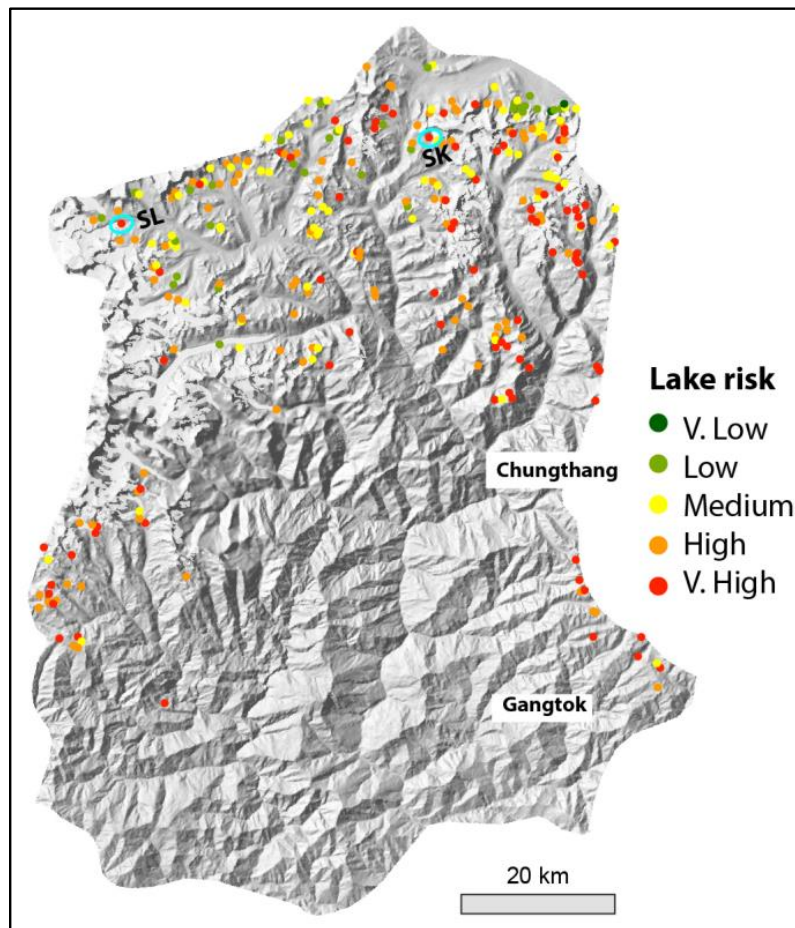 SK
SL
Lake risk
V. Low
Low
Medium
High
V. High
Chungthang
Gangtok
20 km